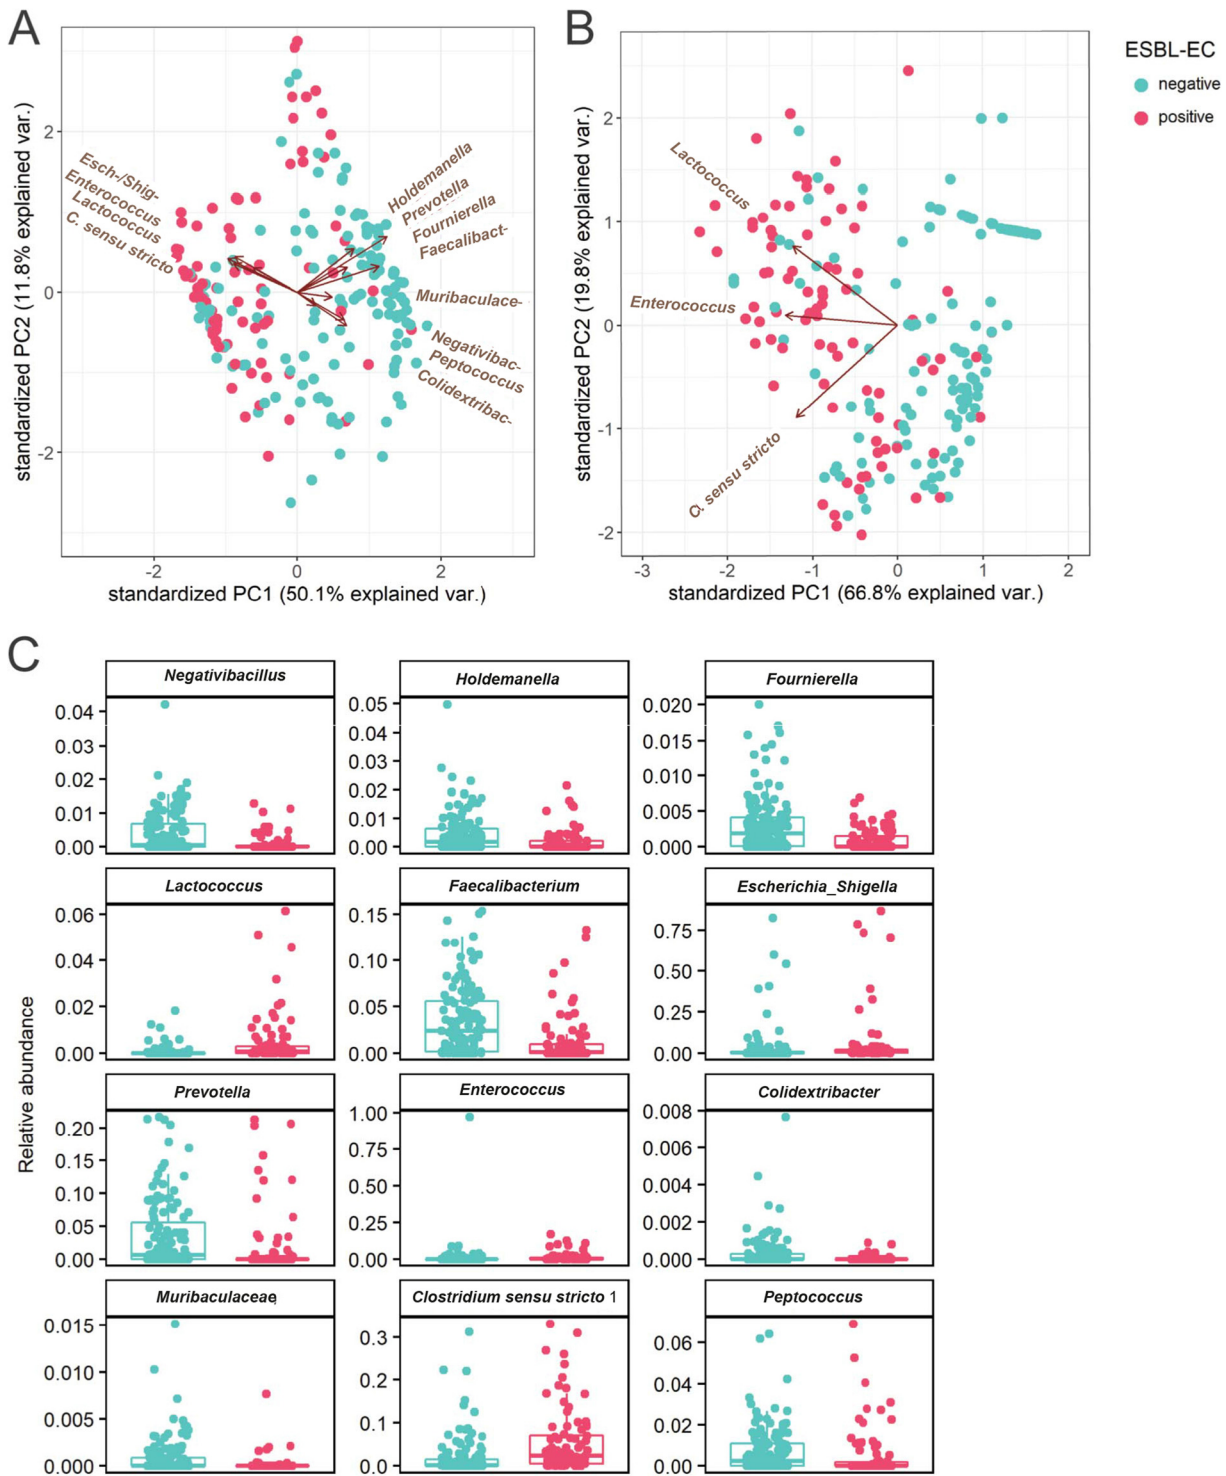 A
B
ESBL-EC
negative
positive
standardized PC2 (11.8% explained var.)
2
0
-2
Esch-/Shig-
Enterococcus
Lactococcus
C. sensu stricto
Holdemanella
Prevotella
Fournierella
Faecalibact-
Muribaculace-
Negativibac-
Peptococcus
Colidextribac-
-2
0
2
standardized PC1 (50.1% explained var.)
standardized PC2 (19.8% explained var.)
2
1
0
-1
-2
Lactococcus
Enterococcus
C. sensu stricto
-3
-2
-1
0
1
2
standardized PC1 (66.8% explained var.)
C
Relative abundance
Negativibacillus
0.04
0.03
0.02
0.01
0.00
Holdemanella
0.05
0.04
0.03
0.02
0.01
0.00
Fournierella
0.020
0.015
0.010
0.005
0.000
Lactococcus
0.06
0.04
0.02
0.00
Faecalibacterium
0.15
0.10
0.05
0.00
Escherichia_Shigella
0.75
0.50
0.25
0.00
Prevotella
0.20
0.15
0.10
0.05
0.00
Enterococcus
1.00
0.75
0.50
0.25
0.00
Colidextribacter
0.008
0.006
0.004
0.002
0.000
Muribaculaceae
0.015
0.010
0.005
0.000
Clostridium sensu stricto 1
0.3
0.2
0.1
0.0
Peptococcus
0.06
0.04
0.02
0.00